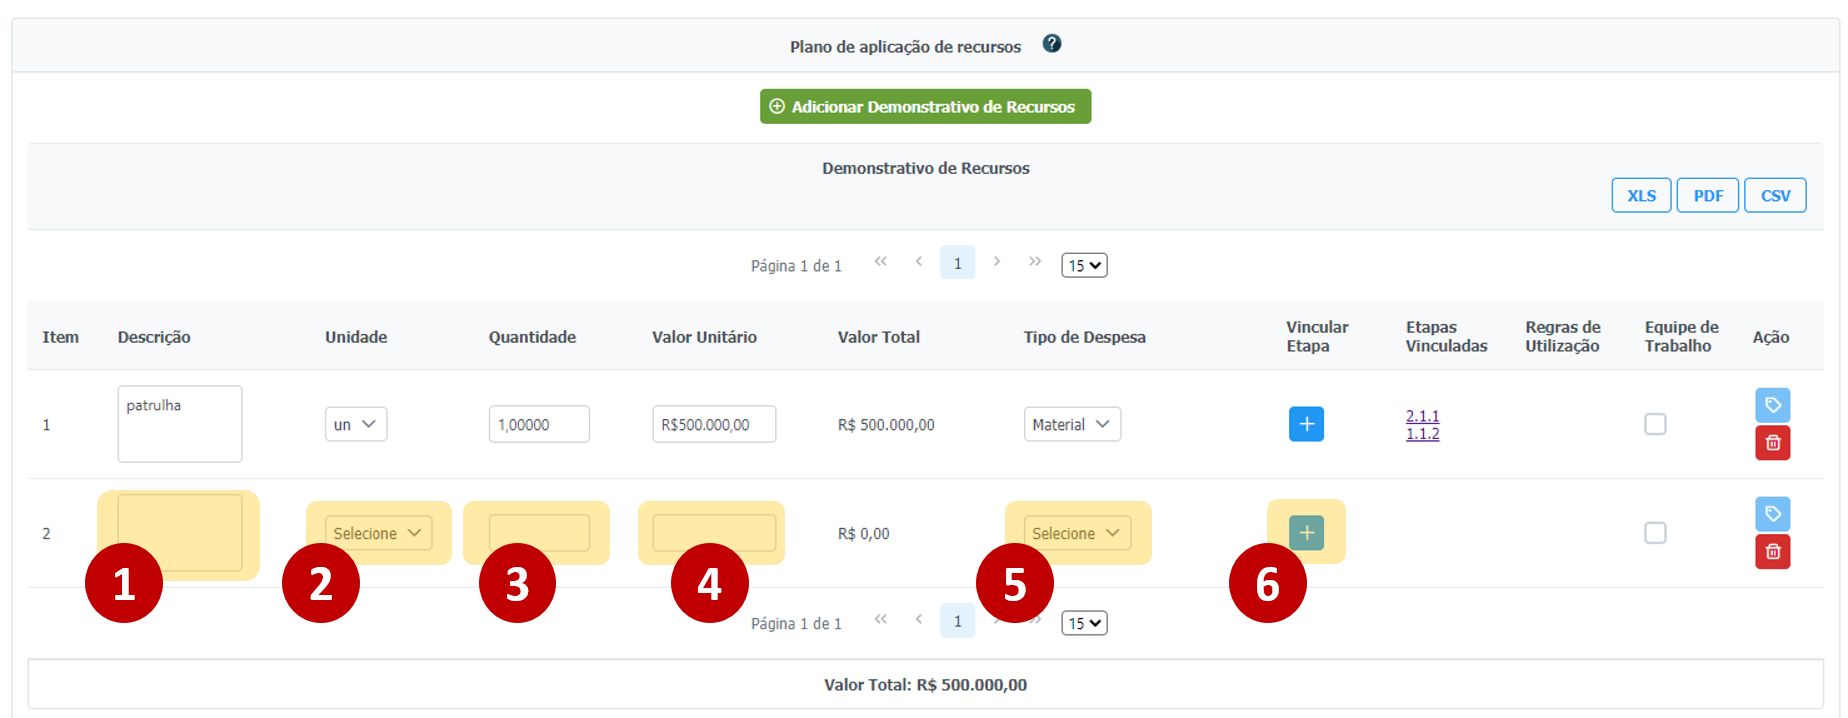 Plano de aplicação de recursos ?
Adicionar Demonstrativo de Recursos
Demonstrativo de Recursos
XLS PDF CSV
Página 1 de 1 << < 1 > >> 15
Item Descrição Unidade Quantidade Valor Unitário Valor Total Tipo de Despesa Vincular Etapa Etapas Vinculadas Regras de Utilização Equipe de Trabalho Ação
1 patrulha un 1,00000 R$500.000,00 R$ 500.000,00 Material + 2.1.1
1.1.2
2 Selecione R$ 0,00 Selecione +
1 2 3 4 5 6
Página 1 de 1 << < 1 > >> 15
Valor Total: R$ 500.000,00